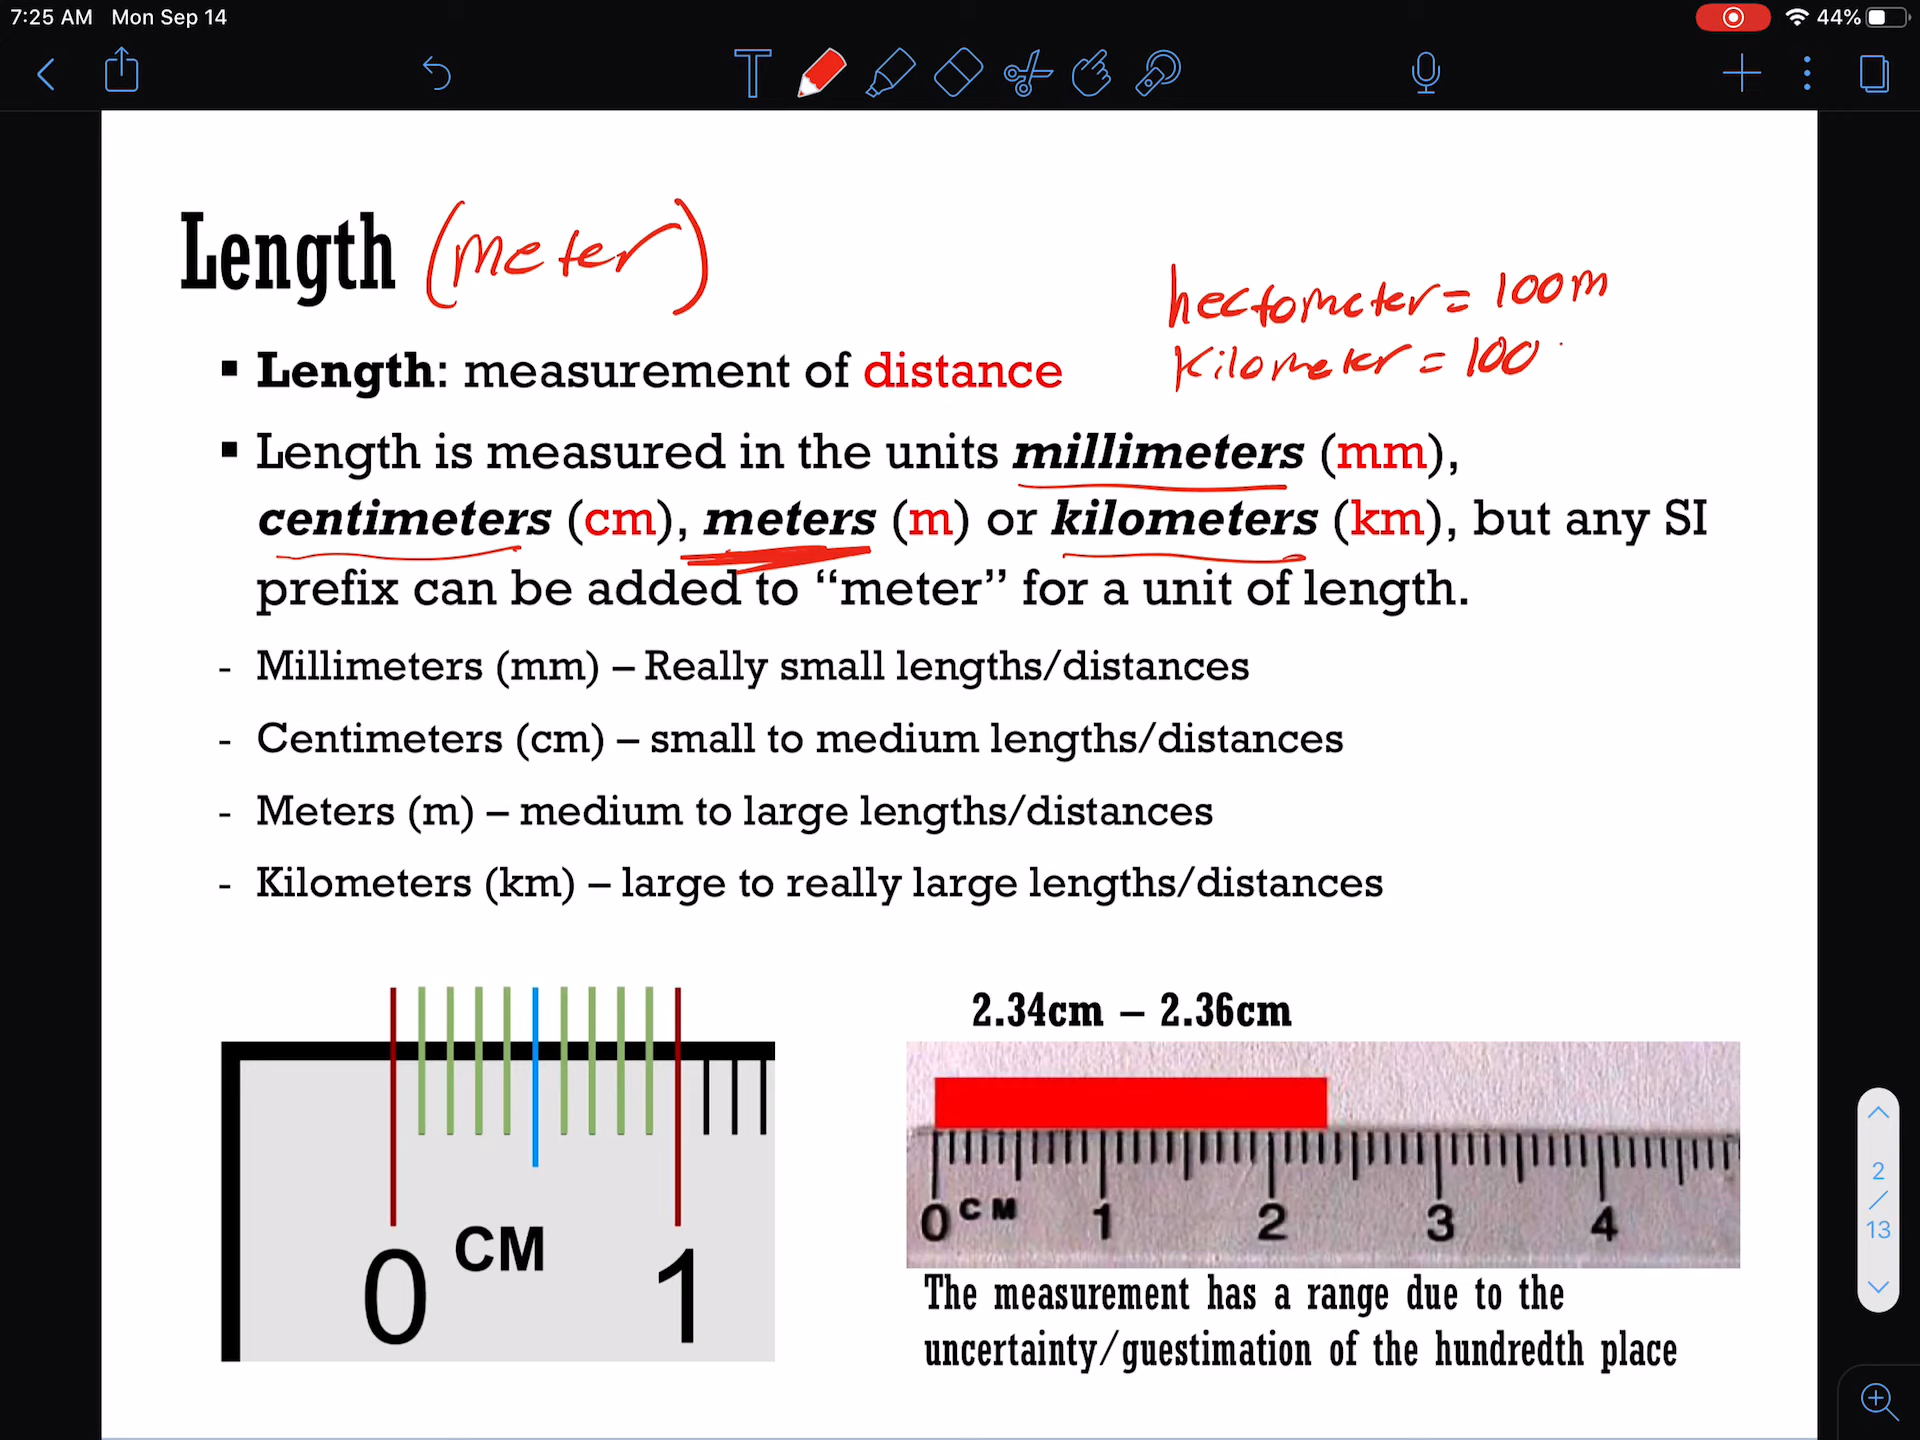 7:25 AM Mon Sep 14
44%
T
Length (meter)
hectometer = 100m
Kilometer = 100
▪ Length: measurement of distance
▪ Length is measured in the units millimeters (mm),
centimeters (cm), meters (m) or kilometers (km), but any SI
prefix can be added to “meter” for a unit of length.
- Millimeters (mm) – Really small lengths/distances
- Centimeters (cm) – small to medium lengths/distances
- Meters (m) – medium to large lengths/distances
- Kilometers (km) – large to really large lengths/distances
0 CM 1
2.34cm – 2.36cm
0 CM 1 2 3 4
The measurement has a range due to the
uncertainty/guestimation of the hundredth place
2
/
13